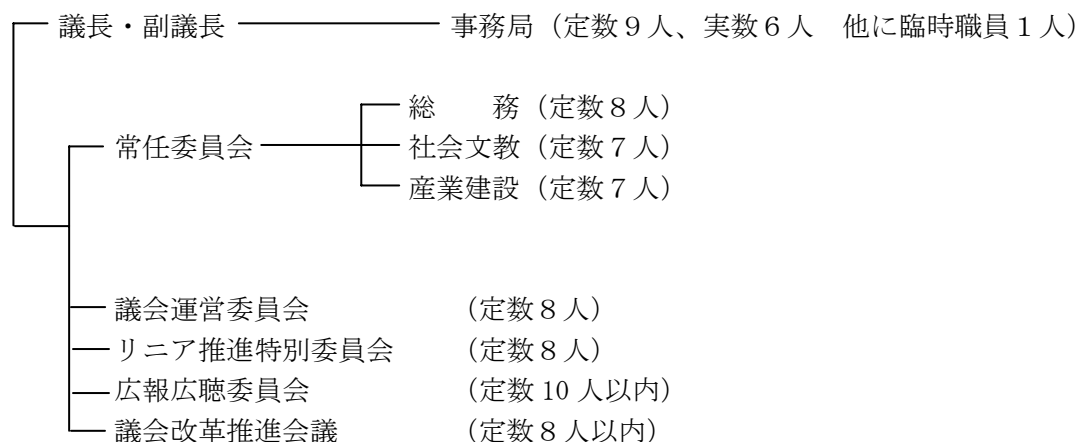 議長・副議長 事務局（定数９人、実数６人　他に臨時職員１人）
総　　務（定数８人）
常任委員会 社会文教（定数７人）
産業建設（定数７人）
議会運営委員会 （定数８人）
リニア推進特別委員会 （定数８人）
広報広聴委員会 （定数 10 人以内）
議会改革推進会議 （定数８人以内）